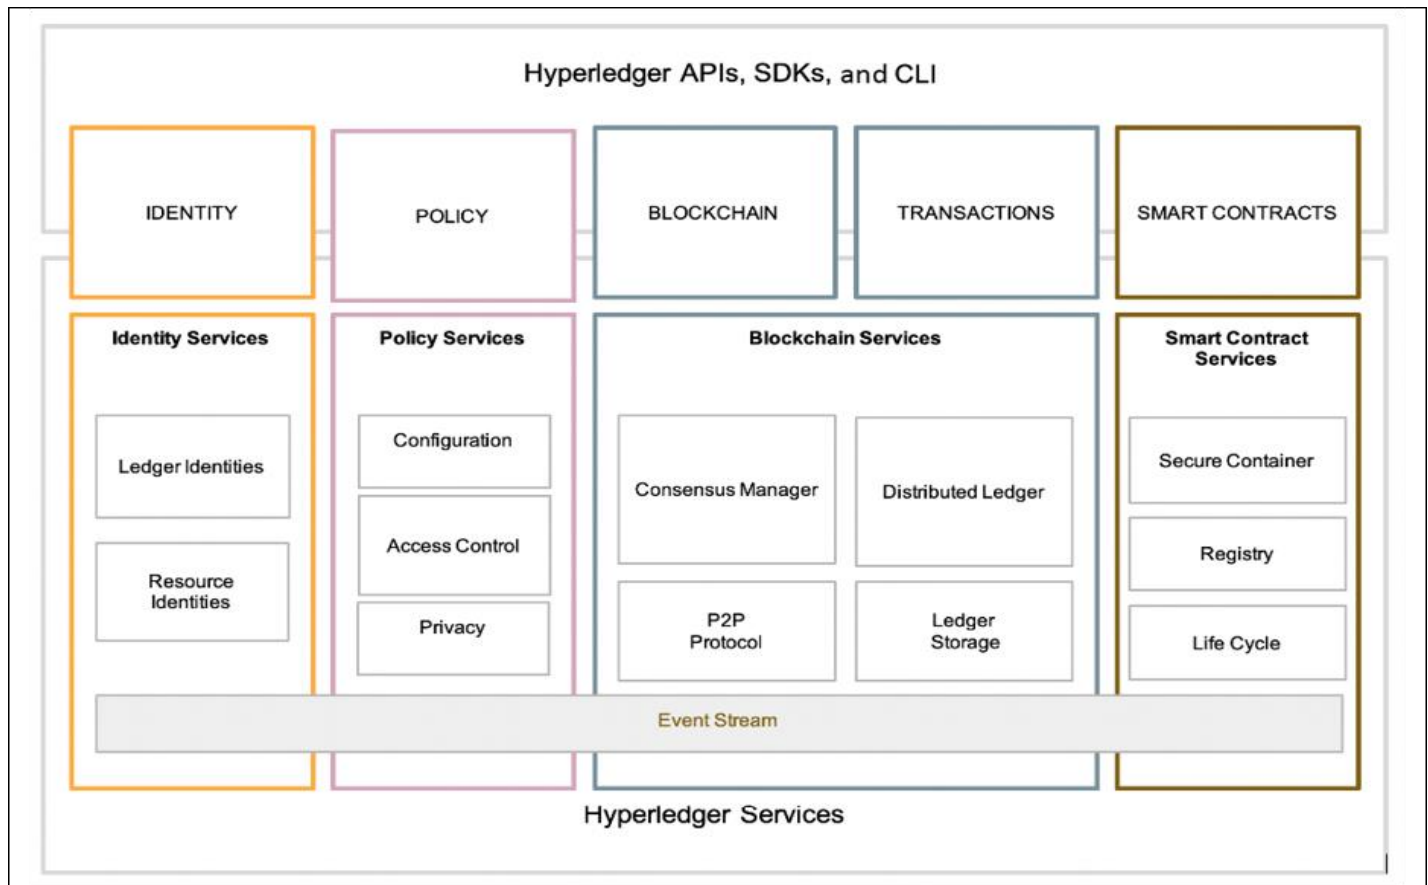 Hyperledger APIs, SDKs, and CLI
IDENTITY
POLICY
BLOCKCHAIN
TRANSACTIONS
SMART CONTRACTS
Identity Services
Ledger Identities
Resource
Identities
Policy Services
Configuration
Access Control
Privacy
Blockchain Services
Consensus Manager
Distributed Ledger
P2P
Protocol
Ledger
Storage
Smart Contract
Services
Secure Container
Registry
Life Cycle
Event Stream
Hyperledger Services